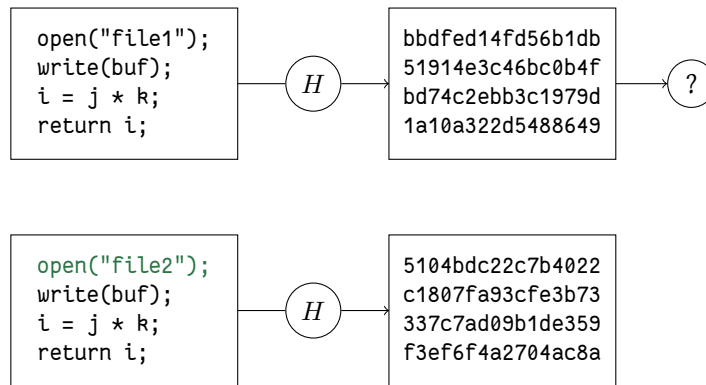 open("file1");
write(buf);
i = j * k;
return i;
H
bbdfed14fd56b1db
51914e3c46bc0b4f
bd74c2ebb3c1979d
1a10a322d5488649
?
open("file2");
write(buf);
i = j * k;
return i;
H
5104bdc22c7b4022
c1807fa93cfe3b73
337c7ad09b1de359
f3ef6f4a2704ac8a